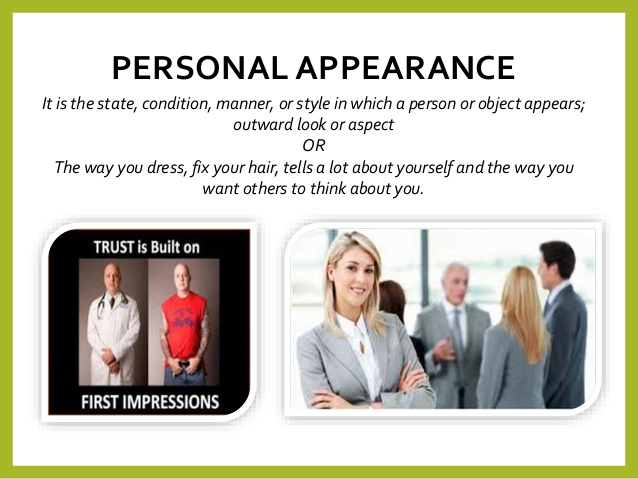 PERSONAL APPEARANCE
It is the state, condition, manner, or style in which a person or object appears;
outward look or aspect
OR
The way you dress, fix your hair, tells a lot about yourself and the way you
want others to think about you.
TRUST is Built on
FIRST IMPRESSIONS